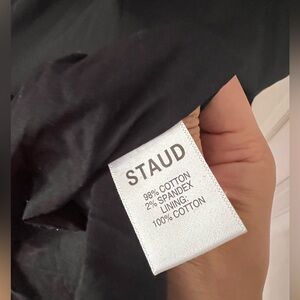 STAUD
98% COTTON
2% SPANDEX
LINING:
100% COTTON